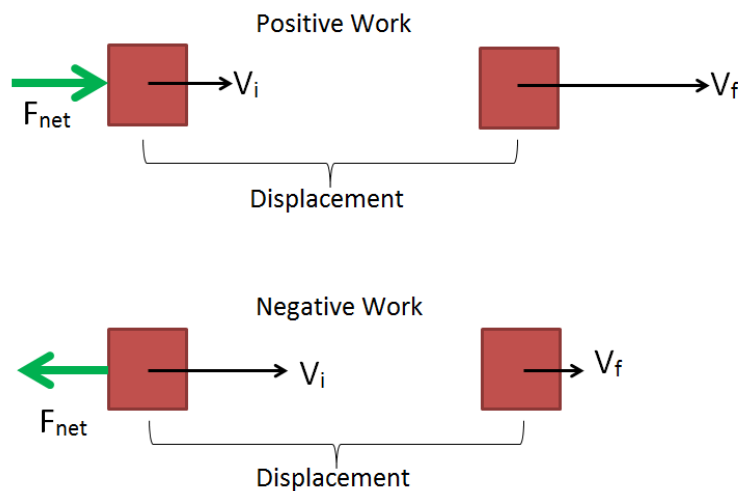 Positive Work
Vi
Vf
Fnet
Displacement
Negative Work
Vi
Vf
Fnet
Displacement